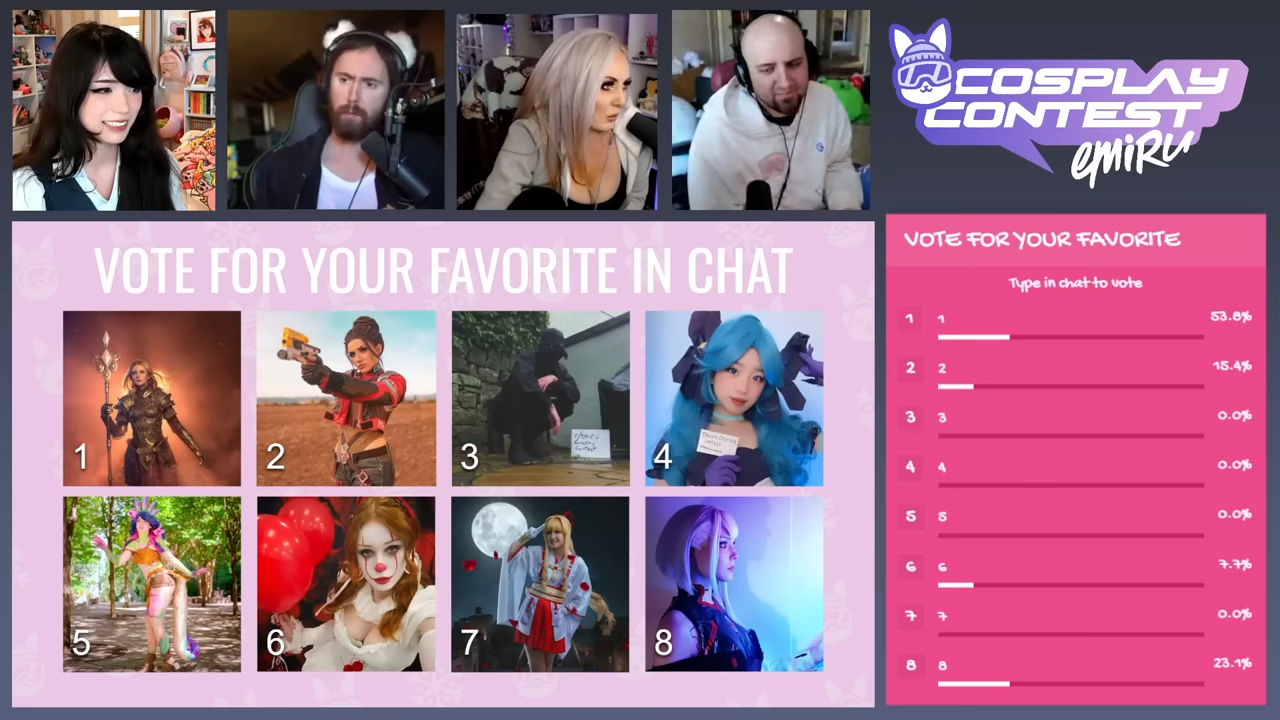 COSPLAY
CONTEST
emiru
VOTE FOR YOUR FAVORITE IN CHAT
1
2
3
4
5
6
7
8
VOTE FOR YOUR FAVORITE
Type in chat to vote
1 1 53.8%
2 2 15.4%
3 3 0.0%
4 4 0.0%
5 5 0.0%
6 6 7.7%
7 7 0.0%
8 8 23.1%